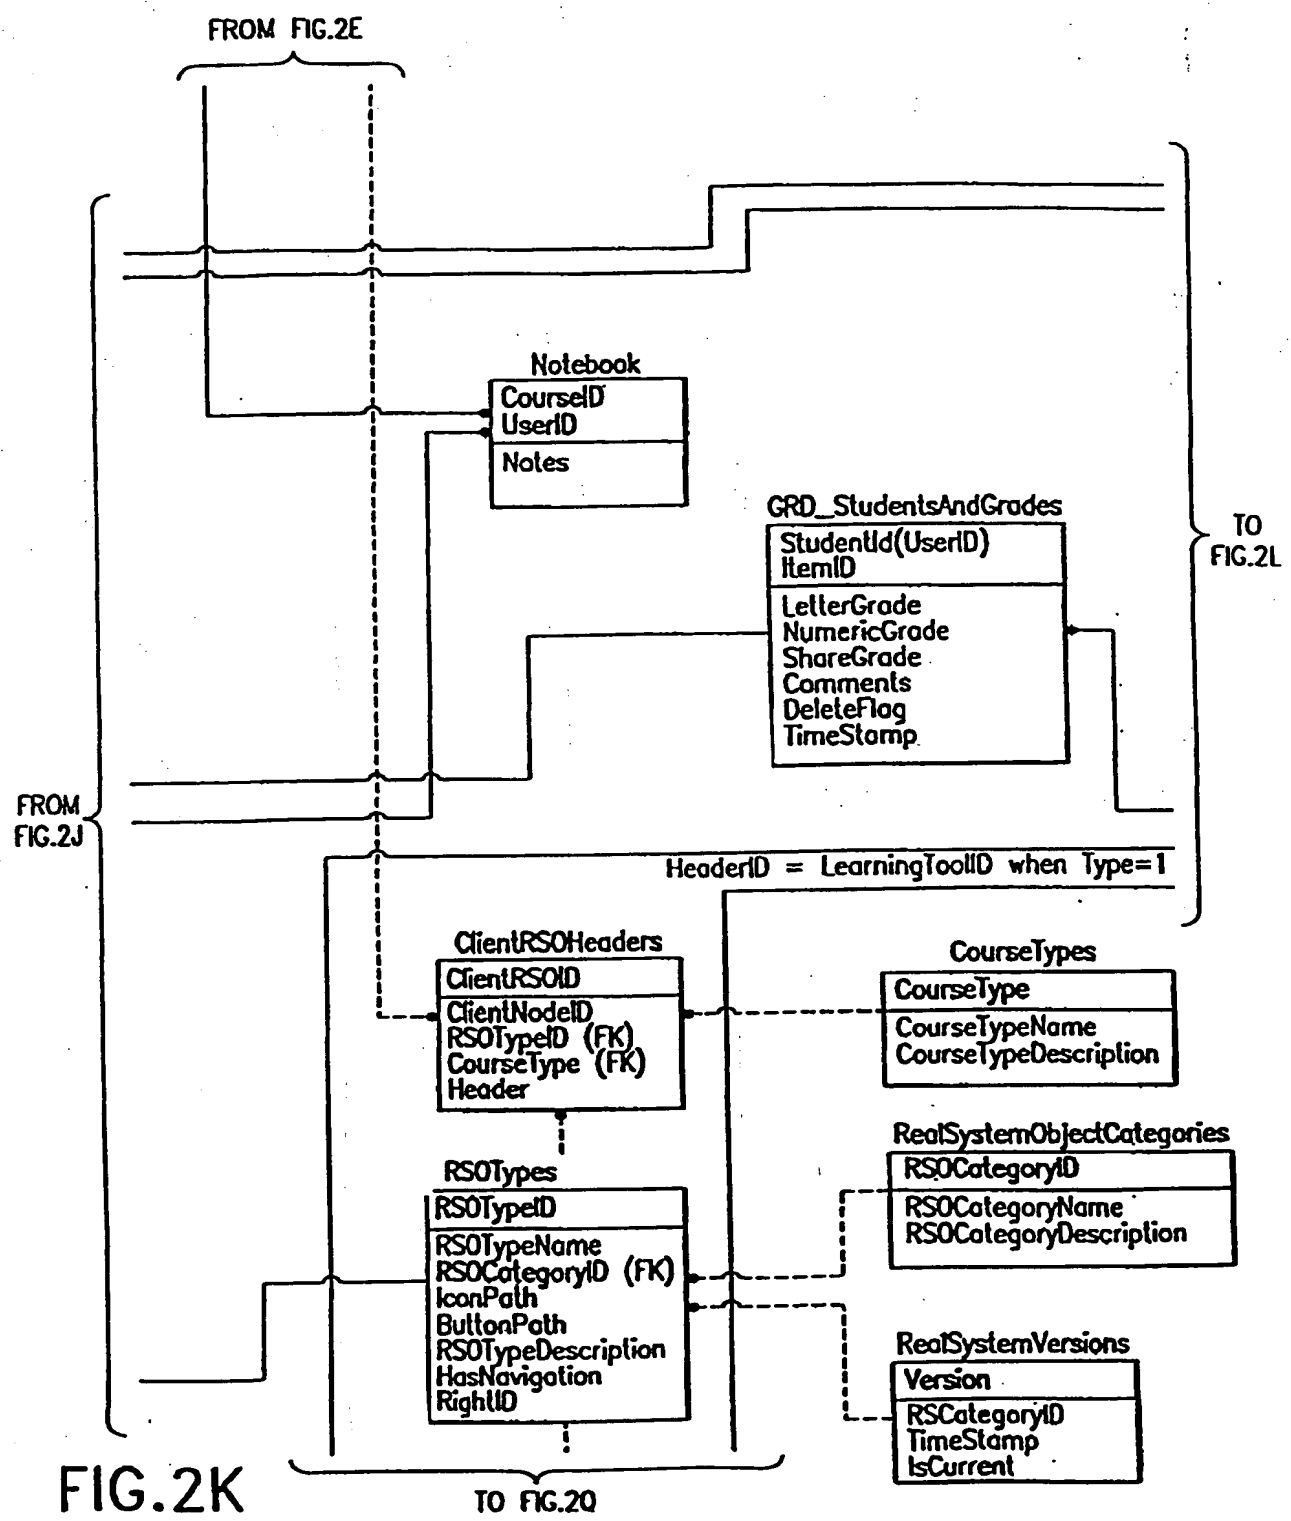 FROM FIG.2E
Notebook
CourseID
UserID
Notes
GRD_StudentsAndGrades
StudentId(UserID)
ItemID
LetterGrade
NumericGrade
ShareGrade
Comments
DeleteFlag
TimeStamp
TO
FIG.2L
FROM
FIG.2J
HeaderID = LearningToolID when Type=1
ClientRSOHeaders
ClientRSOID
ClientNodeID
RSOTypeID (FK)
CourseType (FK)
Header
CourseTypes
CourseType
CourseTypeName
CourseTypeDescription
RealSystemObjectCategories
RSOCategoryID
RSOCategoryName
RSOCategoryDescription
RSOTypes
RSOTypeID
RSOTypeName
RSOCategoryID (FK)
IconPath
ButtonPath
RSOTypeDescription
HasNavigation
RightID
RealSystemVersions
Version
RSCategoryID
TimeStamp
IsCurrent
FIG.2K
TO FIG.2Q